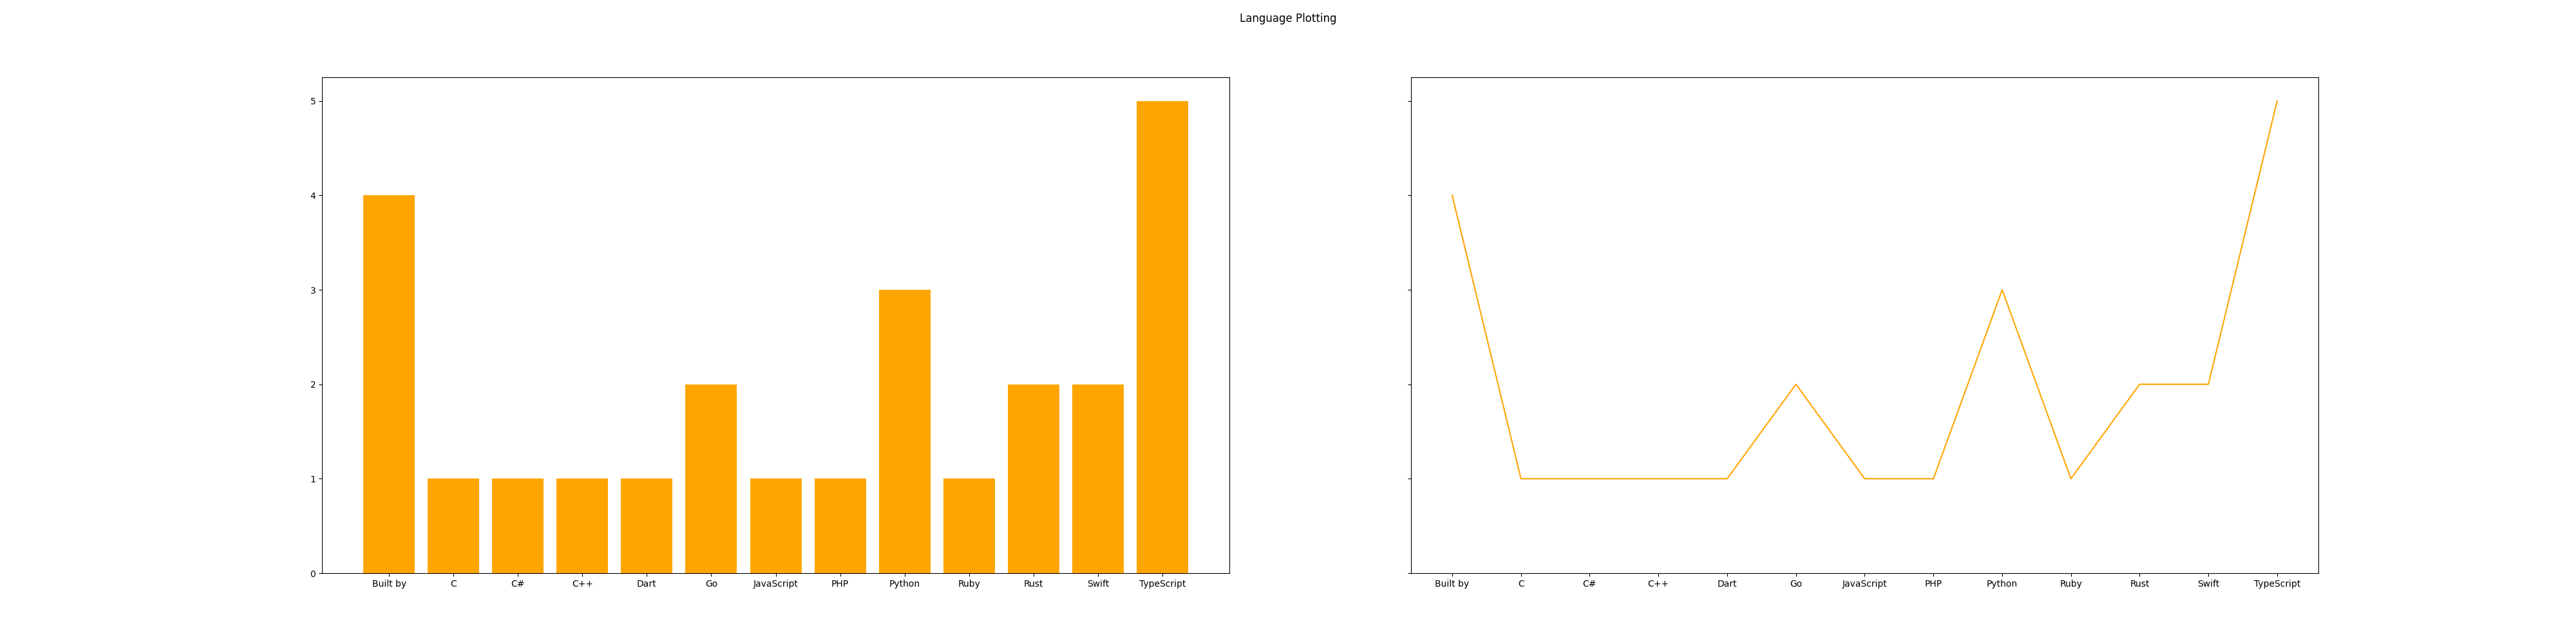 Language Plotting
5
4
3
2
1
0
Built by C C# C++ Dart Go JavaScript PHP Python Ruby Rust Swift TypeScript
Built by C C# C++ Dart Go JavaScript PHP Python Ruby Rust Swift TypeScript